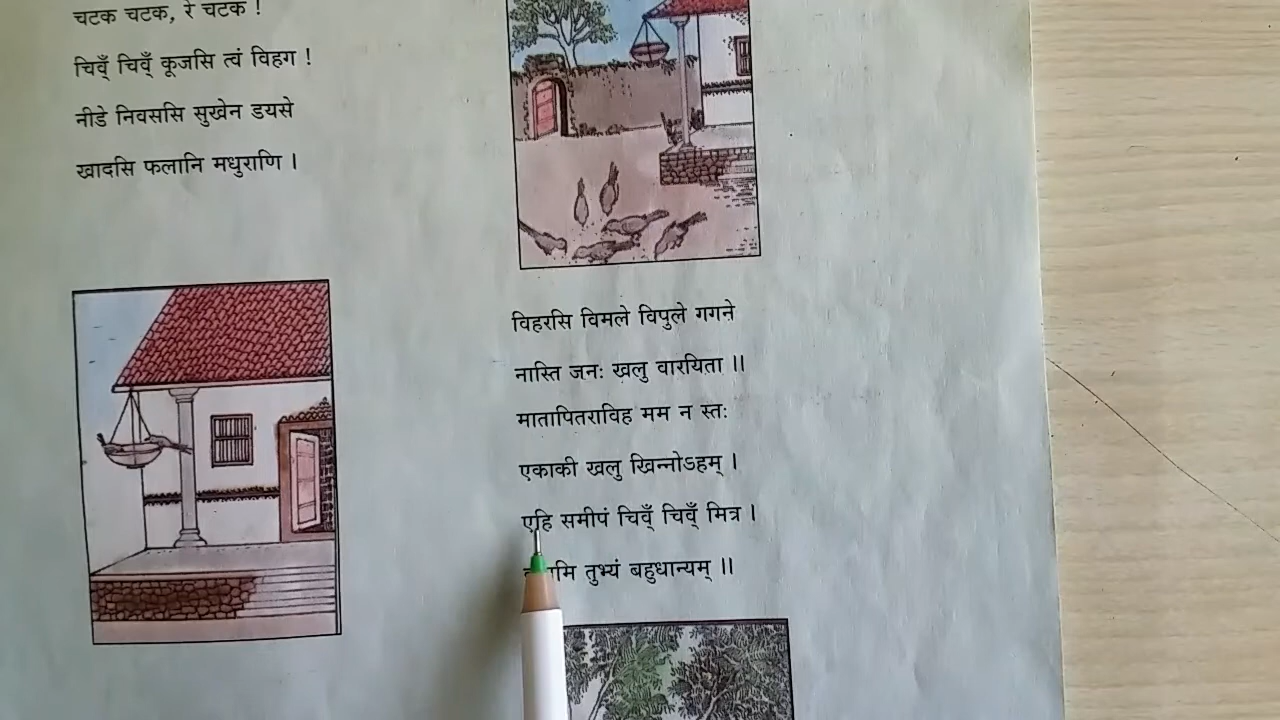 चटक चटक, रे चटक !
चिवँ् चिवँ् कूजसि त्वं विहग !
नीडे निवससि सुखेन डयसे
खादसि फलानि मधुराणि ।
विहरसि विमले विपुले गगने
नास्ति जनः खलु वारयिता ।।
मातापितराविह मम न स्तः
एकाकी खलु खिन्नोऽहम् ।
एहि समीपं चिवँ् चिवँ् मित्र ।
तुभ्यं बहुधान्यम् ।।